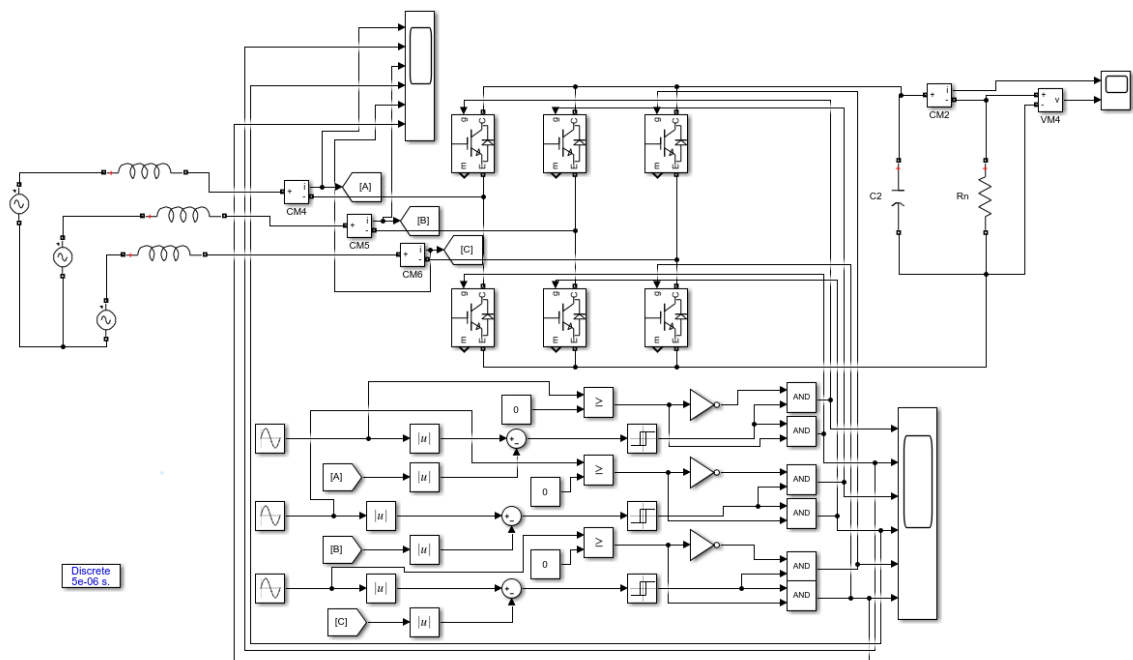 i
+
-
CM2
+
-
v
VM4
g
C
m
E
g
C
m
E
g
C
m
E
+
i
-
CM4
[A]
+
i
-
CM5
[B]
+
i
-
CM6
[C]
+
C2
+
Rn
+
+
+
g
C
m
E
g
C
m
E
g
C
m
E
0
≥
AND
|u|
+
-
AND
[A]
|u|
≥
0
AND
|u|
+
-
AND
[B]
|u|
≥
0
AND
|u|
+
-
AND
[C]
|u|
Discrete
5e-06 s.